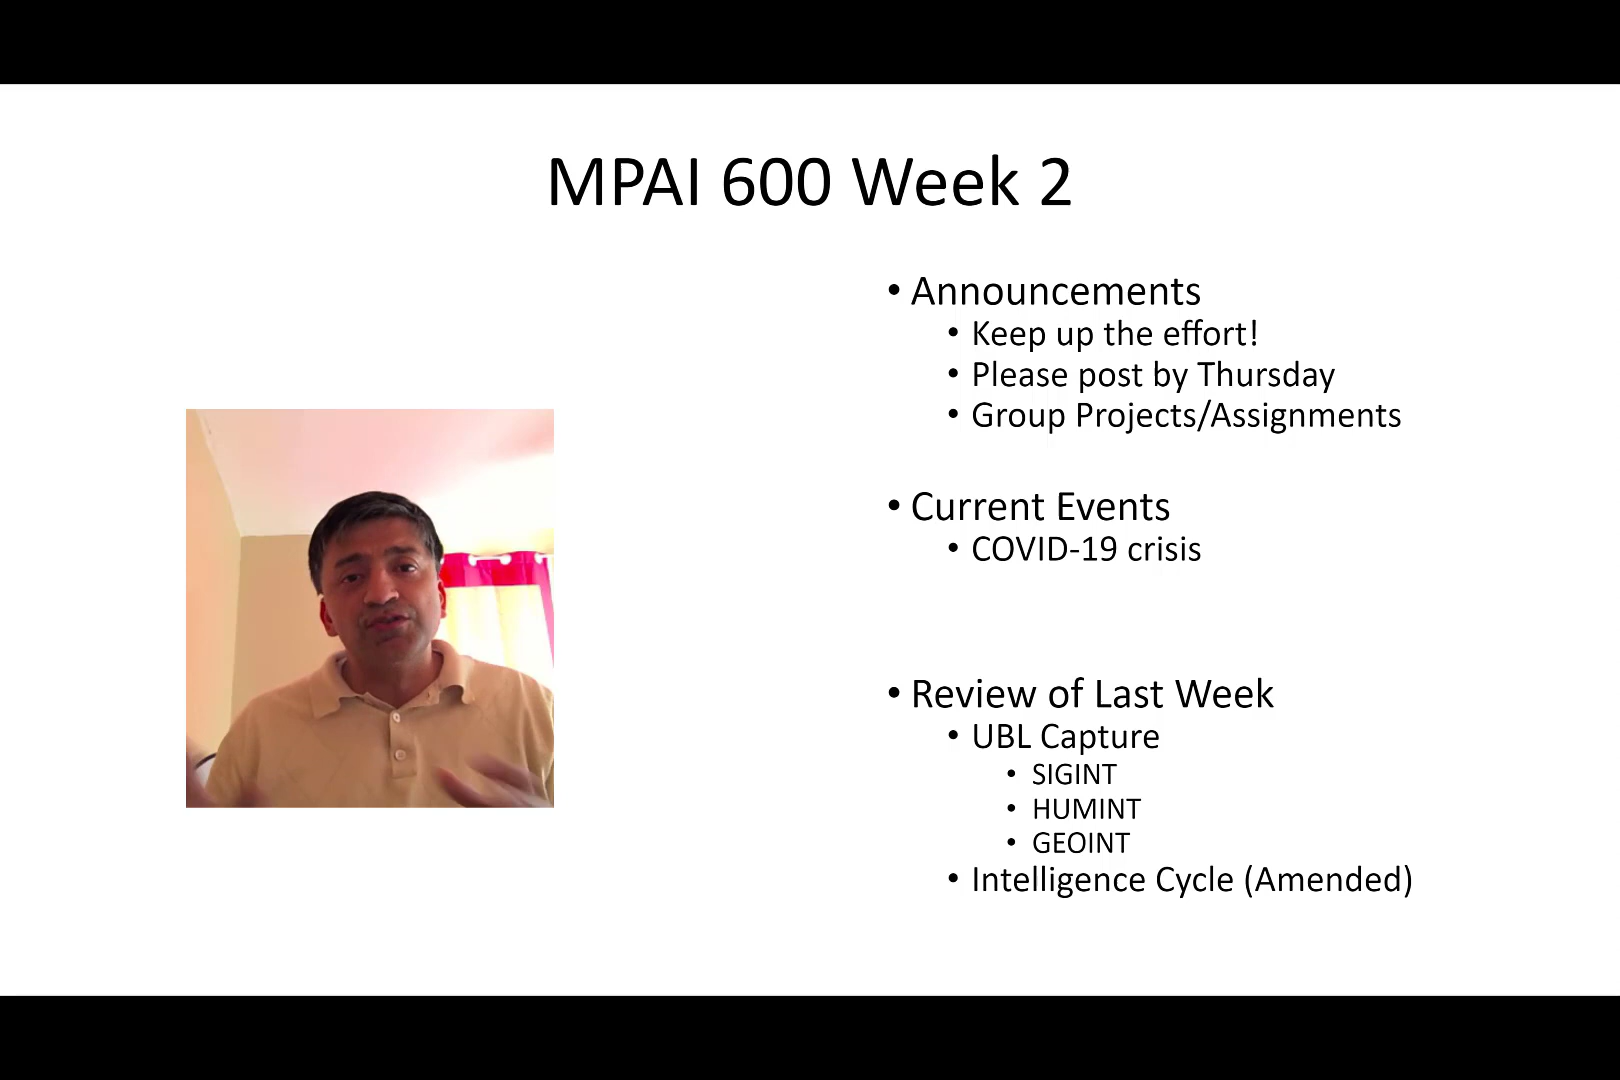 MPAI 600 Week 2
• Announcements
• Keep up the effort!
• Please post by Thursday
• Group Projects/Assignments
• Current Events
• COVID-19 crisis
• Review of Last Week
• UBL Capture
• SIGINT
• HUMINT
• GEOINT
• Intelligence Cycle (Amended)